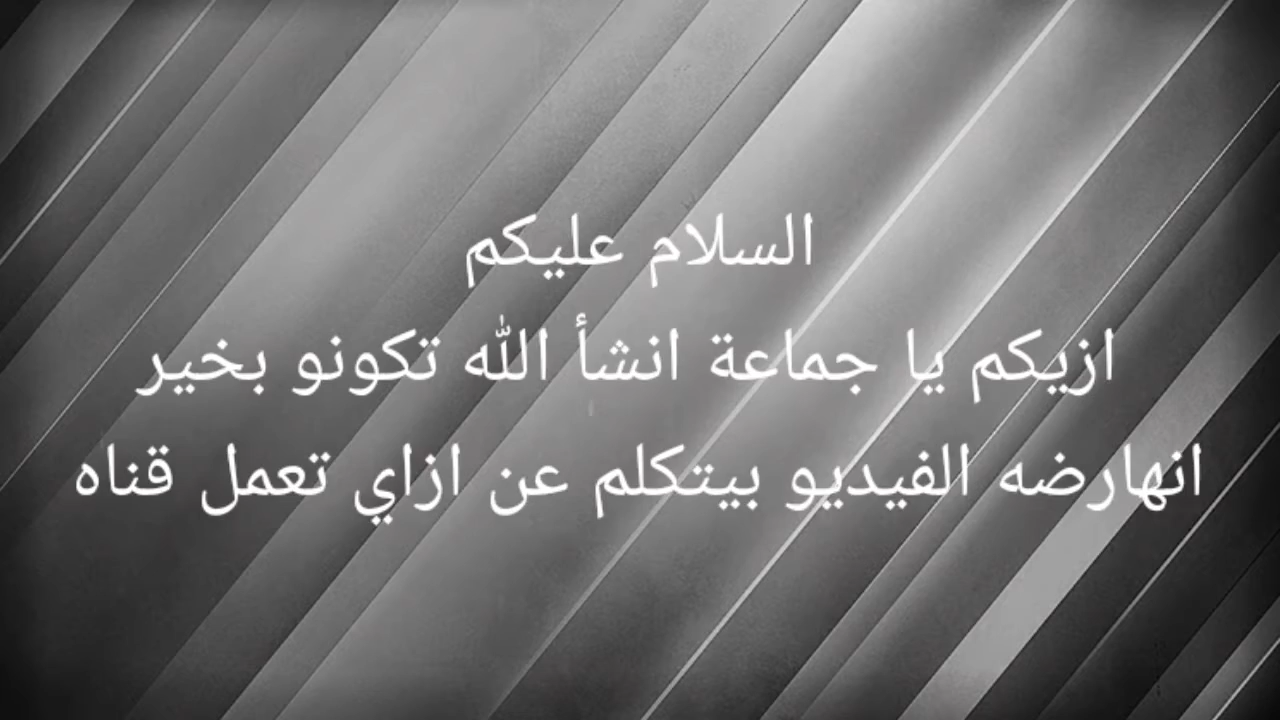 السلام عليكم
ازيكم يا جماعة انشأ الله تكونو بخير
انهارضه الفيديو بيتكلم عن ازاي تعمل قناه